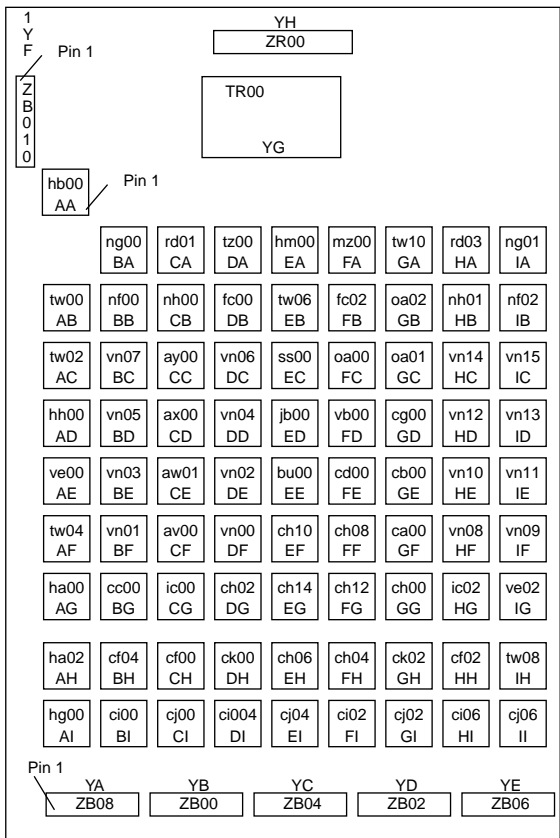 1YF
YH
ZR00
Pin 1
ZB010
TR00
YG
hb00
AA
Pin 1
ng00 rd01 tz00 hm00 mz00 tw10 rd03 ng01
BA CA DA EA FA GA HA IA
tw00 nf00 nh00 fc00 tw06 fc02 oa02 nh01 nf02
AB BB CB DB EB FB GB HB IB
tw02 vn07 ay00 vn06 ss00 oa00 oa01 vn14 vn15
AC BC CC DC EC FC GC HC IC
hh00 vn05 ax00 vn04 jb00 vb00 cg00 vn12 vn13
AD BD CD DD ED FD GD HD ID
ve00 vn03 aw01 vn02 bu00 cd00 cb00 vn10 vn11
AE BE CE DE EE FE GE HE IE
tw04 vn01 av00 vn00 ch10 ch08 ca00 vn08 vn09
AF BF CF DF EF FF GF HF IF
ha00 cc00 ic00 ch02 ch14 ch12 ch00 ic02 ve02
AG BG CG DG EG FG GG HG IG
ha02 cf04 cf00 ck00 ch06 ch04 ck02 cf02 tw08
AH BH CH DH EH FH GH HH IH
hg00 ci00 cj00 ci004 cj04 ci02 cj02 ci06 cj06
AI BI CI DI EI FI GI HI II
Pin 1
YA YB YC YD YE
ZB08 ZB00 ZB04 ZB02 ZB06